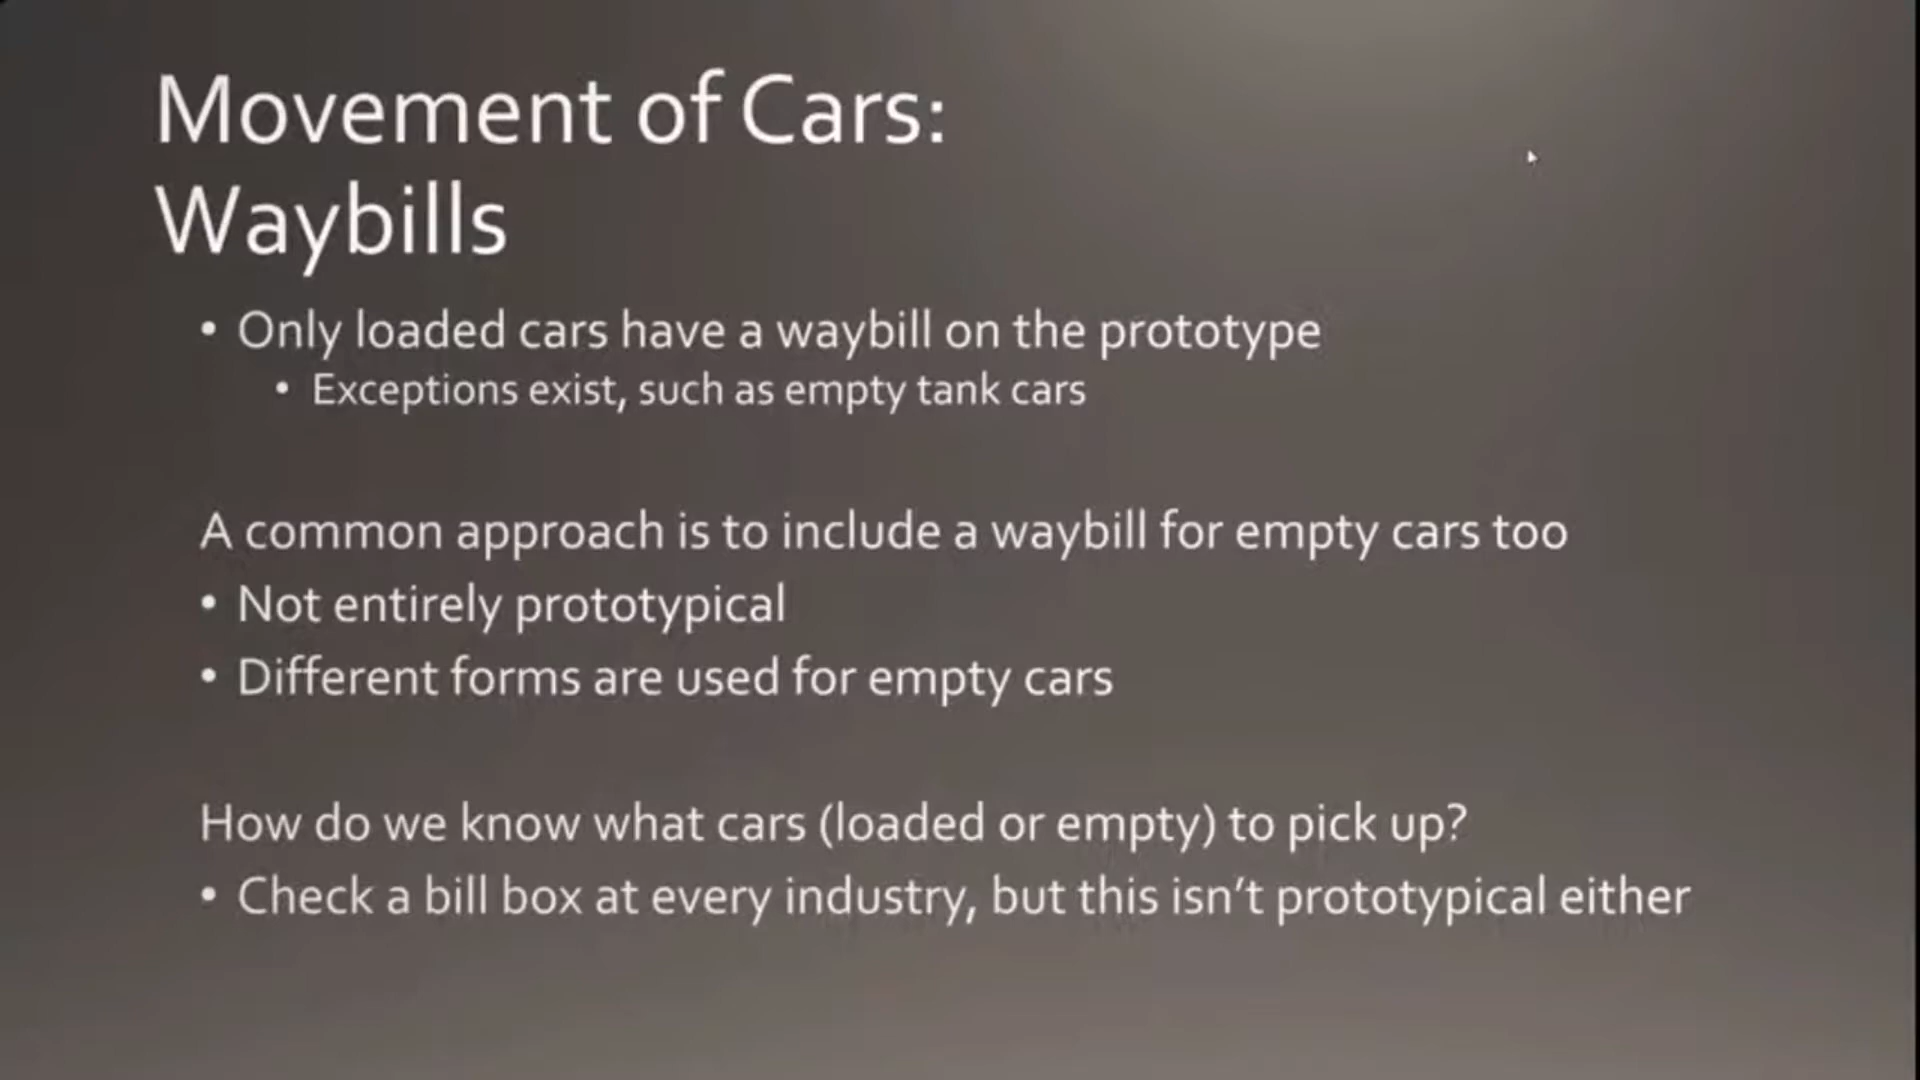 Movement of Cars:
Waybills
• Only loaded cars have a waybill on the prototype
• Exceptions exist, such as empty tank cars
A common approach is to include a waybill for empty cars too
• Not entirely prototypical
• Different forms are used for empty cars
How do we know what cars (loaded or empty) to pick up?
• Check a bill box at every industry, but this isn’t prototypical either